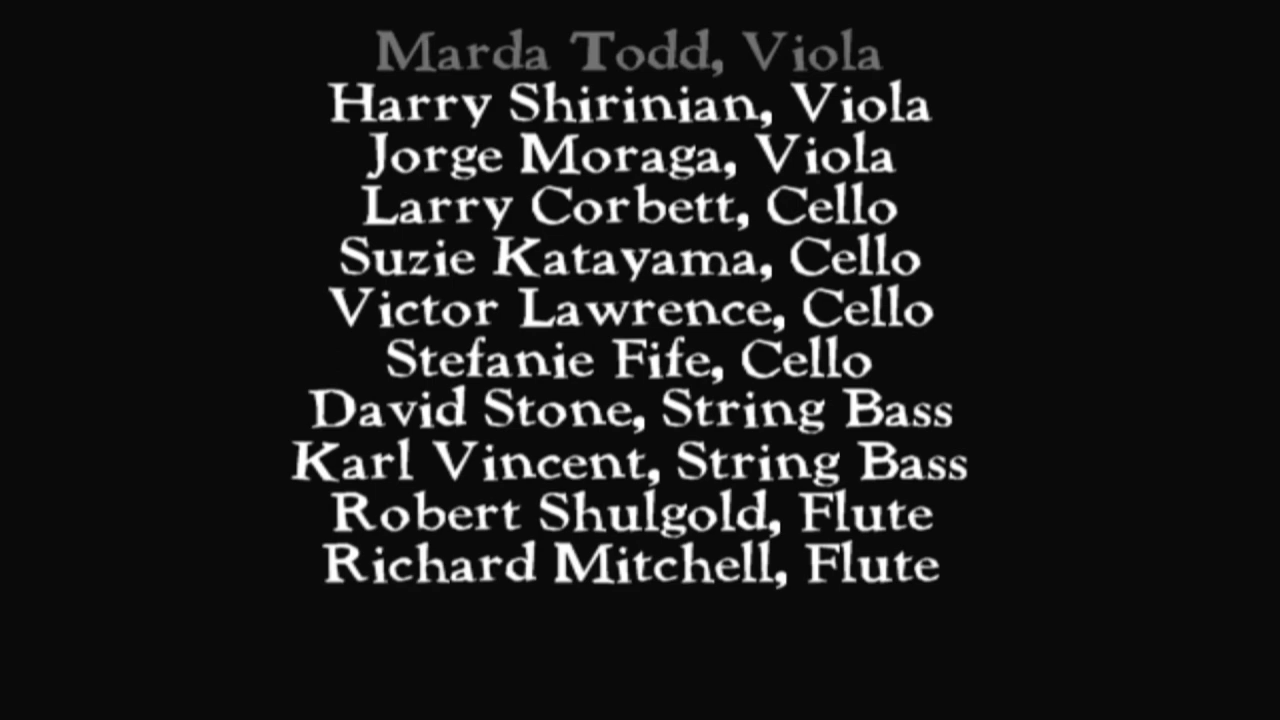 Marda Todd, Viola
Harry Shirinian, Viola
Jorge Moraga, Viola
Larry Corbett, Cello
Suzie Katayama, Cello
Victor Lawrence, Cello
Stefanie Fife, Cello
David Stone, String Bass
Karl Vincent, String Bass
Robert Shulgold, Flute
Richard Mitchell, Flute